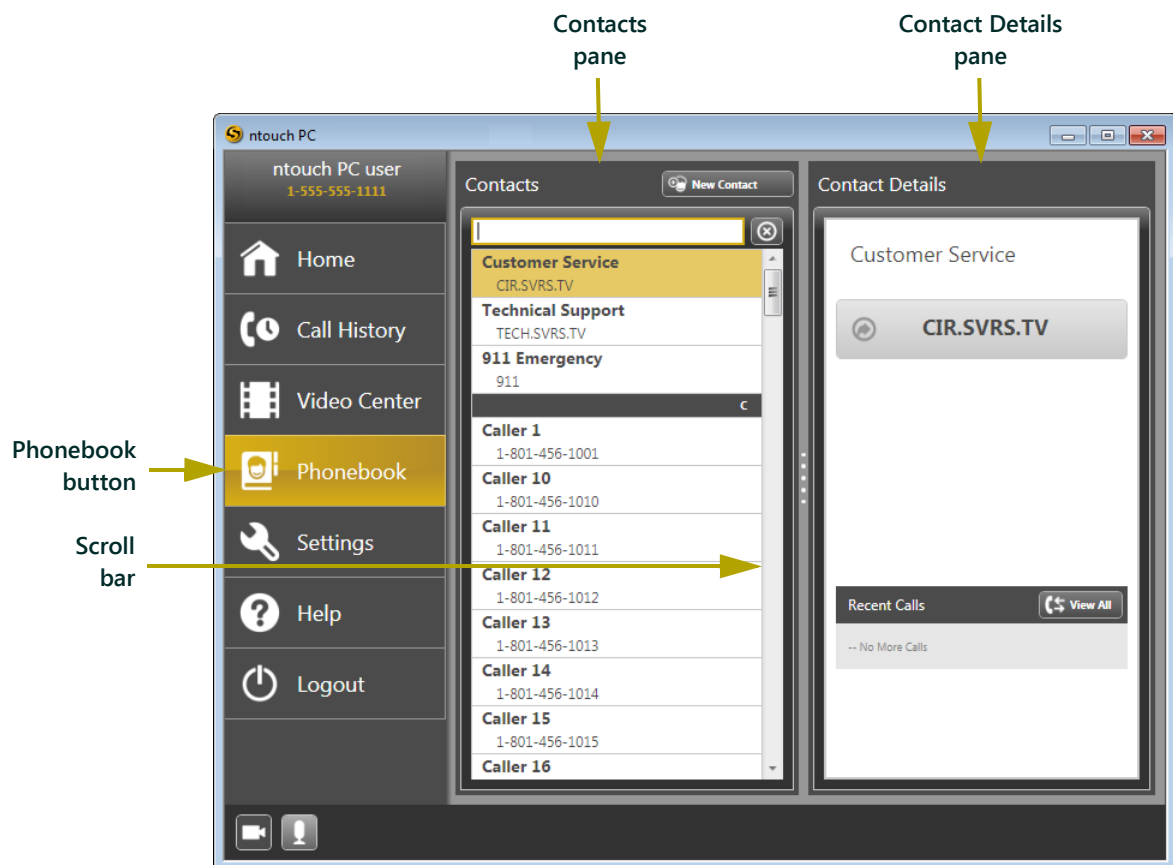 Contacts
pane
Contact Details
pane
ntouch PC
ntouch PC user
1-555-555-1111
Home
Call History
Video Center
Phonebook
Settings
Help
Logout
Phonebook
button
Scroll
bar
Contacts
New Contact
Customer Service
CIR.SVRS.TV
Technical Support
TECH.SVRS.TV
911 Emergency
911
C
Caller 1
1-801-456-1001
Caller 10
1-801-456-1010
Caller 11
1-801-456-1011
Caller 12
1-801-456-1012
Caller 13
1-801-456-1013
Caller 14
1-801-456-1014
Caller 15
1-801-456-1015
Caller 16
Contact Details
Customer Service
CIR.SVRS.TV
Recent Calls
View All
-- No More Calls